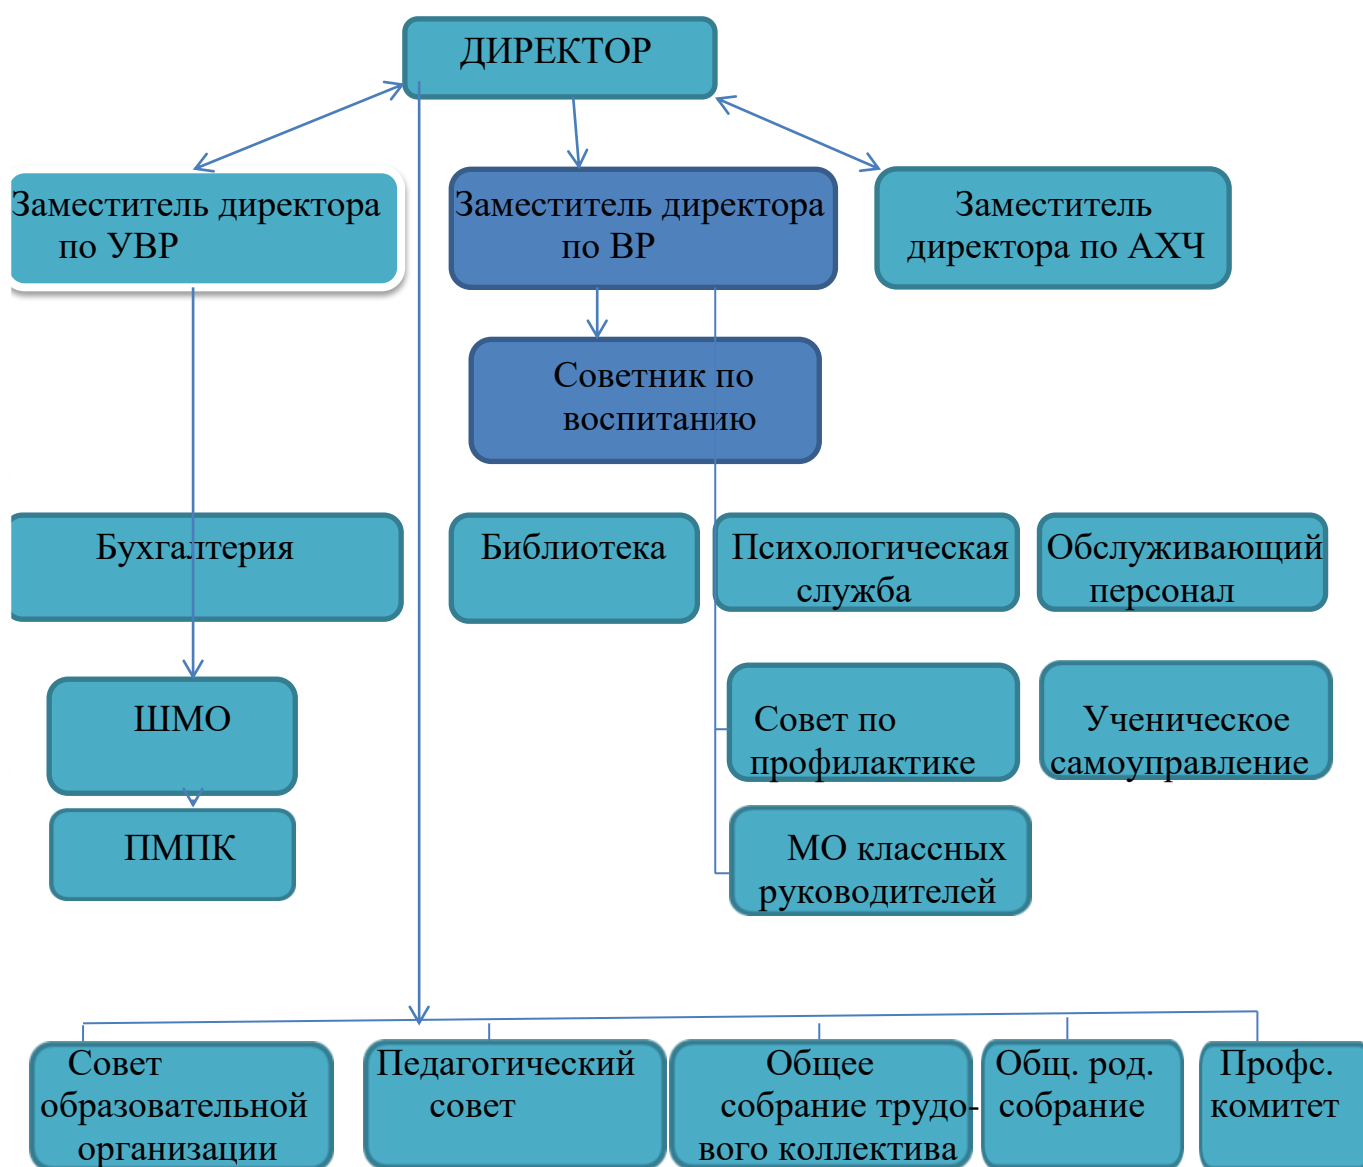 ДИРЕКТОР
Заместитель директора
по УВР
Заместитель директора
по ВР
Заместитель
директора по АХЧ
Советник по
воспитанию
Бухгалтерия
Библиотека
Психологическая
служба
Обслуживающий
персонал
ШМО
Совет по
профилактике
Ученическое
самоуправление
ПМПК
МО классных
руководителей
Совет
образовательной
организации
Педагогический
совет
Общее
собрание трудо-
вого коллектива
Общ. род.
собрание
Профс.
комитет